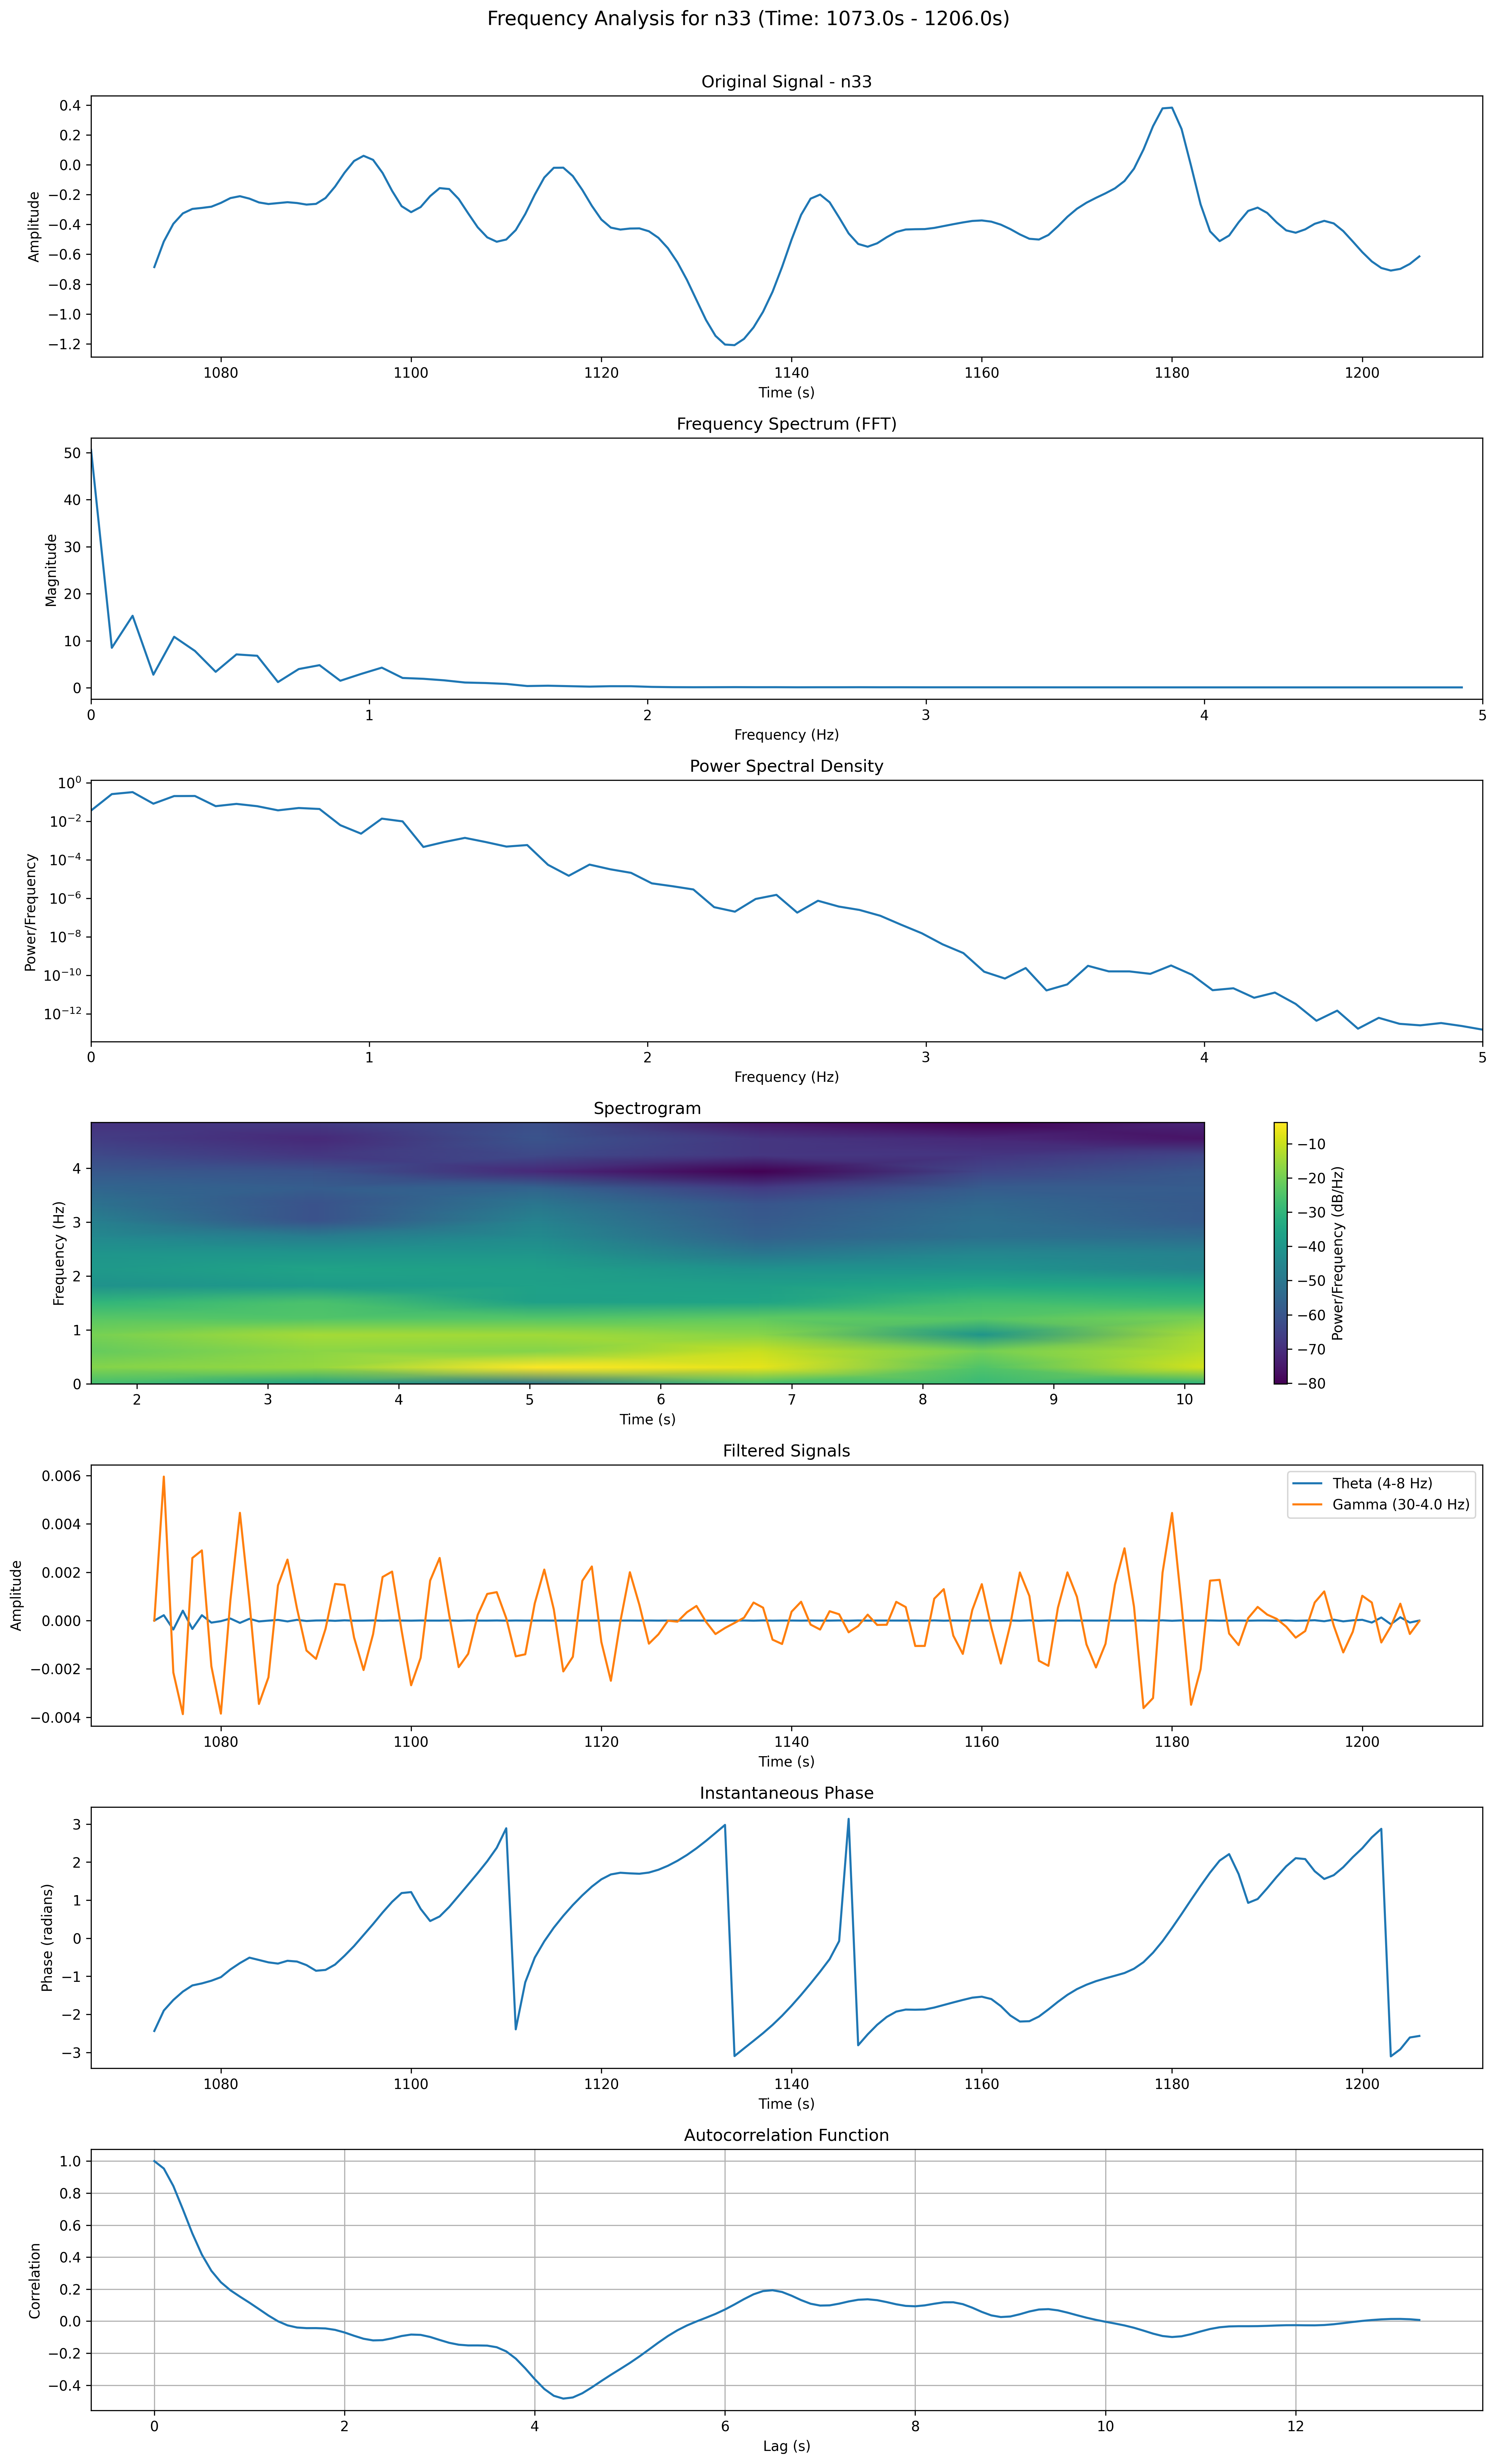 Frequency Analysis for n33 (Time: 1073.0s - 1206.0s)
Original Signal - n33
Amplitude
0.4
0.2
0.0
−0.2
−0.4
−0.6
−0.8
−1.0
−1.2
1080 1100 1120 1140 1160 1180 1200
Time (s)
Frequency Spectrum (FFT)
Magnitude
50
40
30
20
10
0
0 1 2 3 4 5
Frequency (Hz)
Power Spectral Density
Power/Frequency
10⁰
10⁻²
10⁻⁴
10⁻⁶
10⁻⁸
10⁻¹⁰
10⁻¹²
0 1 2 3 4 5
Frequency (Hz)
Spectrogram
Frequency (Hz)
4
3
2
1
0
2 3 4 5 6 7 8 9 10
Time (s)
−10
−20
−30
−40
−50
−60
−70
−80
Power/Frequency (dB/Hz)
Filtered Signals
Amplitude
0.006
0.004
0.002
0.000
−0.002
−0.004
Theta (4-8 Hz)
Gamma (30-4.0 Hz)
1080 1100 1120 1140 1160 1180 1200
Time (s)
Instantaneous Phase
Phase (radians)
3
2
1
0
−1
−2
−3
1080 1100 1120 1140 1160 1180 1200
Time (s)
Autocorrelation Function
Correlation
1.0
0.8
0.6
0.4
0.2
0.0
−0.2
−0.4
0 2 4 6 8 10 12
Lag (s)